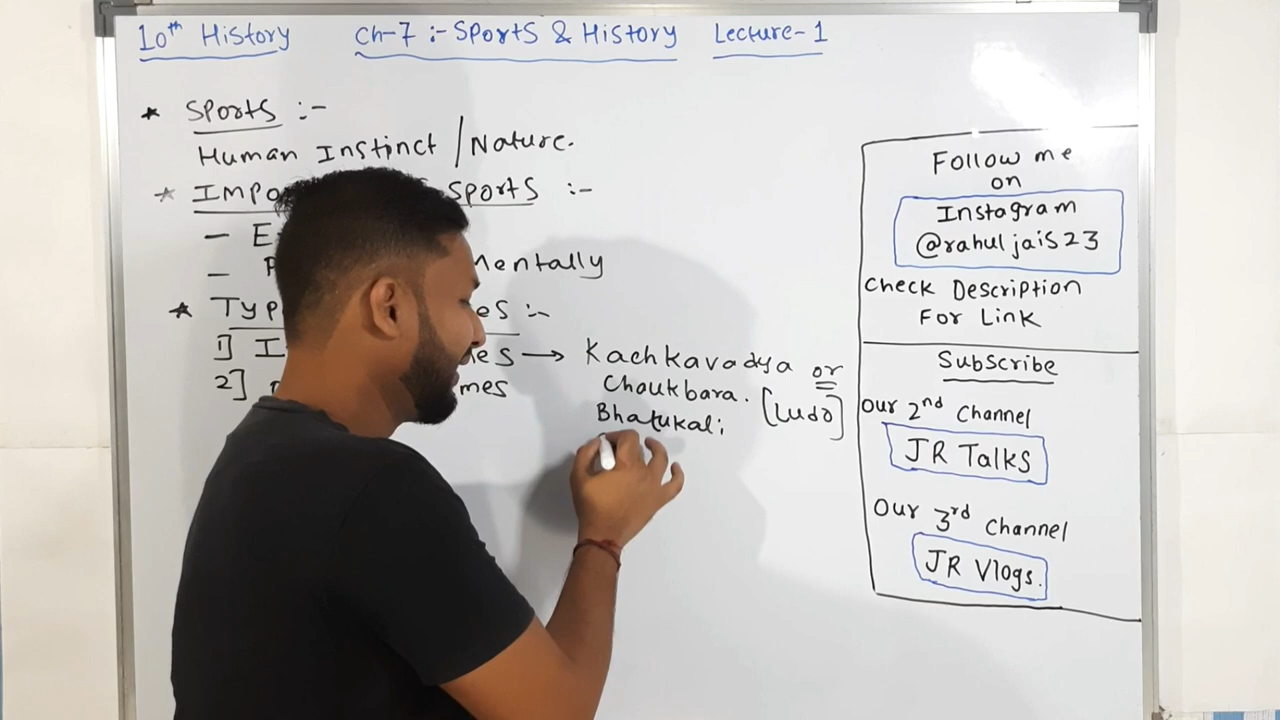 10th History Ch-7 :- Sports & History Lecture-1
* Sports :-
Human Instinct / Nature.
* Sports :-
- E
- Mentally
* es :-
1] I es → Kachkavadya or
Choukbara. [Ludo]
2] mes
Bhatukali
Follow me
on
Instagram
@rahuljais23
Check Description
For Link
Subscribe
Our 2nd Channel
JR Talks
Our 3rd Channel
JR Vlogs.